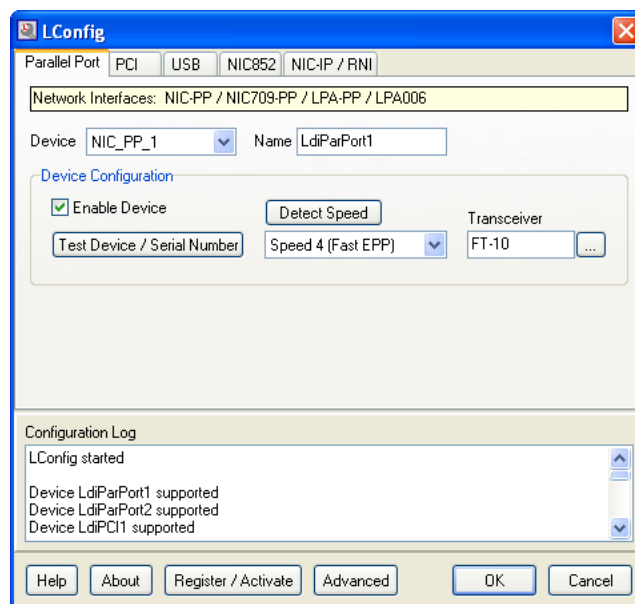 LConfig
Parallel Port PCI USB NIC852 NIC-IP / RNI
Network Interfaces: NIC-PP / NIC709-PP / LPA-PP / LPA006
Device NIC_PP_1 Name LdiParPort1
Device Configuration
Enable Device
Detect Speed
Transceiver
Test Device / Serial Number Speed 4 (Fast EPP) FT-10 ...
Configuration Log
LConfig started
Device LdiParPort1 supported
Device LdiParPort2 supported
Device LdiPCI1 supported
Help About Register / Activate Advanced OK Cancel